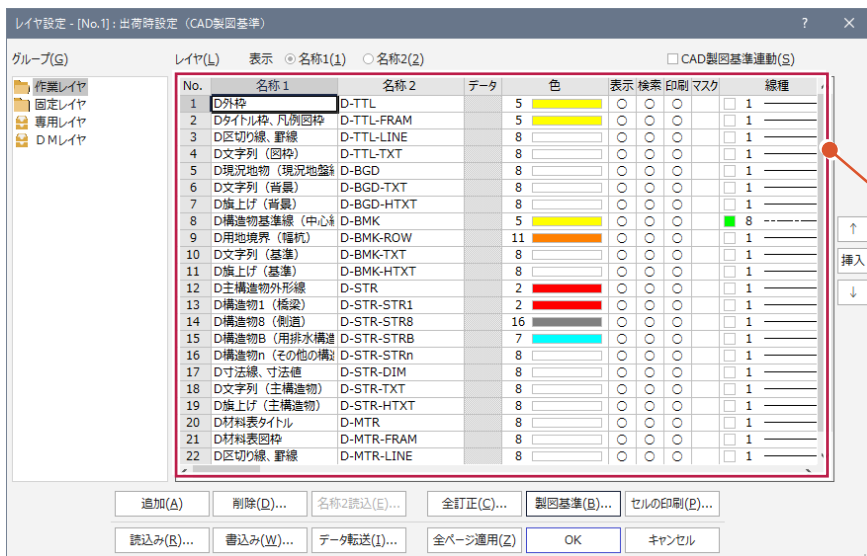 レイヤ設定 - [No.1] : 出荷時設定（CAD製図基準） ? ×
グループ(G) レイヤ(L) 表示 名称1(1) 名称2(2) CAD製図基準連動(S)
作業レイヤ
固定レイヤ
専用レイヤ
DMレイヤ
No. 名称1 名称2 データ 色 表示 検索 印刷 マスク 線種
1 D外枠 D-TTL 5 ○ ○ ○ 1
2 Dタイトル枠、凡例図枠 D-TTL-FRAM 5 ○ ○ ○ 1
3 D区切り線、罫線 D-TTL-LINE 8 ○ ○ ○ 1
4 D文字列（図枠） D-TTL-TXT 8 ○ ○ ○ 1
5 D現況地物（現況地盤 D-BGD 8 ○ ○ ○ 1
6 D文字列（背景） D-BGD-TXT 8 ○ ○ ○ 1
7 D旗上げ（背景） D-BGD-HTXT 8 ○ ○ ○ 1
8 D構造物基準線（中心 D-BMK 5 ○ ○ ○ 8
9 D用地境界（幅杭） D-BMK-ROW 11 ○ ○ ○ 1
10 D文字列（基準） D-BMK-TXT 8 ○ ○ ○ 1
11 D旗上げ（基準） D-BMK-HTXT 8 ○ ○ ○ 1
12 D主構造物外形線 D-STR 2 ○ ○ ○ 1
13 D構造物1（橋梁） D-STR-STR1 2 ○ ○ ○ 1
14 D構造物8（側道） D-STR-STR8 16 ○ ○ ○ 1
15 D構造物B（用排水構造 D-STR-STRB 7 ○ ○ ○ 1
16 D構造物n（その他の構 D-STR-STRn 8 ○ ○ ○ 1
17 D寸法線、寸法値 D-STR-DIM 8 ○ ○ ○ 1
18 D文字列（主構造物） D-STR-TXT 8 ○ ○ ○ 1
19 D旗上げ（主構造物） D-STR-HTXT 8 ○ ○ ○ 1
20 D材料表タイトル D-MTR 8 ○ ○ ○ 1
21 D材料表図枠 D-MTR-FRAM 8 ○ ○ ○ 1
22 D区切り線、罫線 D-MTR-LINE 8 ○ ○ ○ 1
↑
挿入
↓
追加(A) 削除(D)... 名称2読込(E)... 全訂正(C)... 製図基準(B)... セルの印刷(P)...
読込み(R)... 書込み(W)... データ転送(I)... 全ページ適用(Z) OK キャンセル